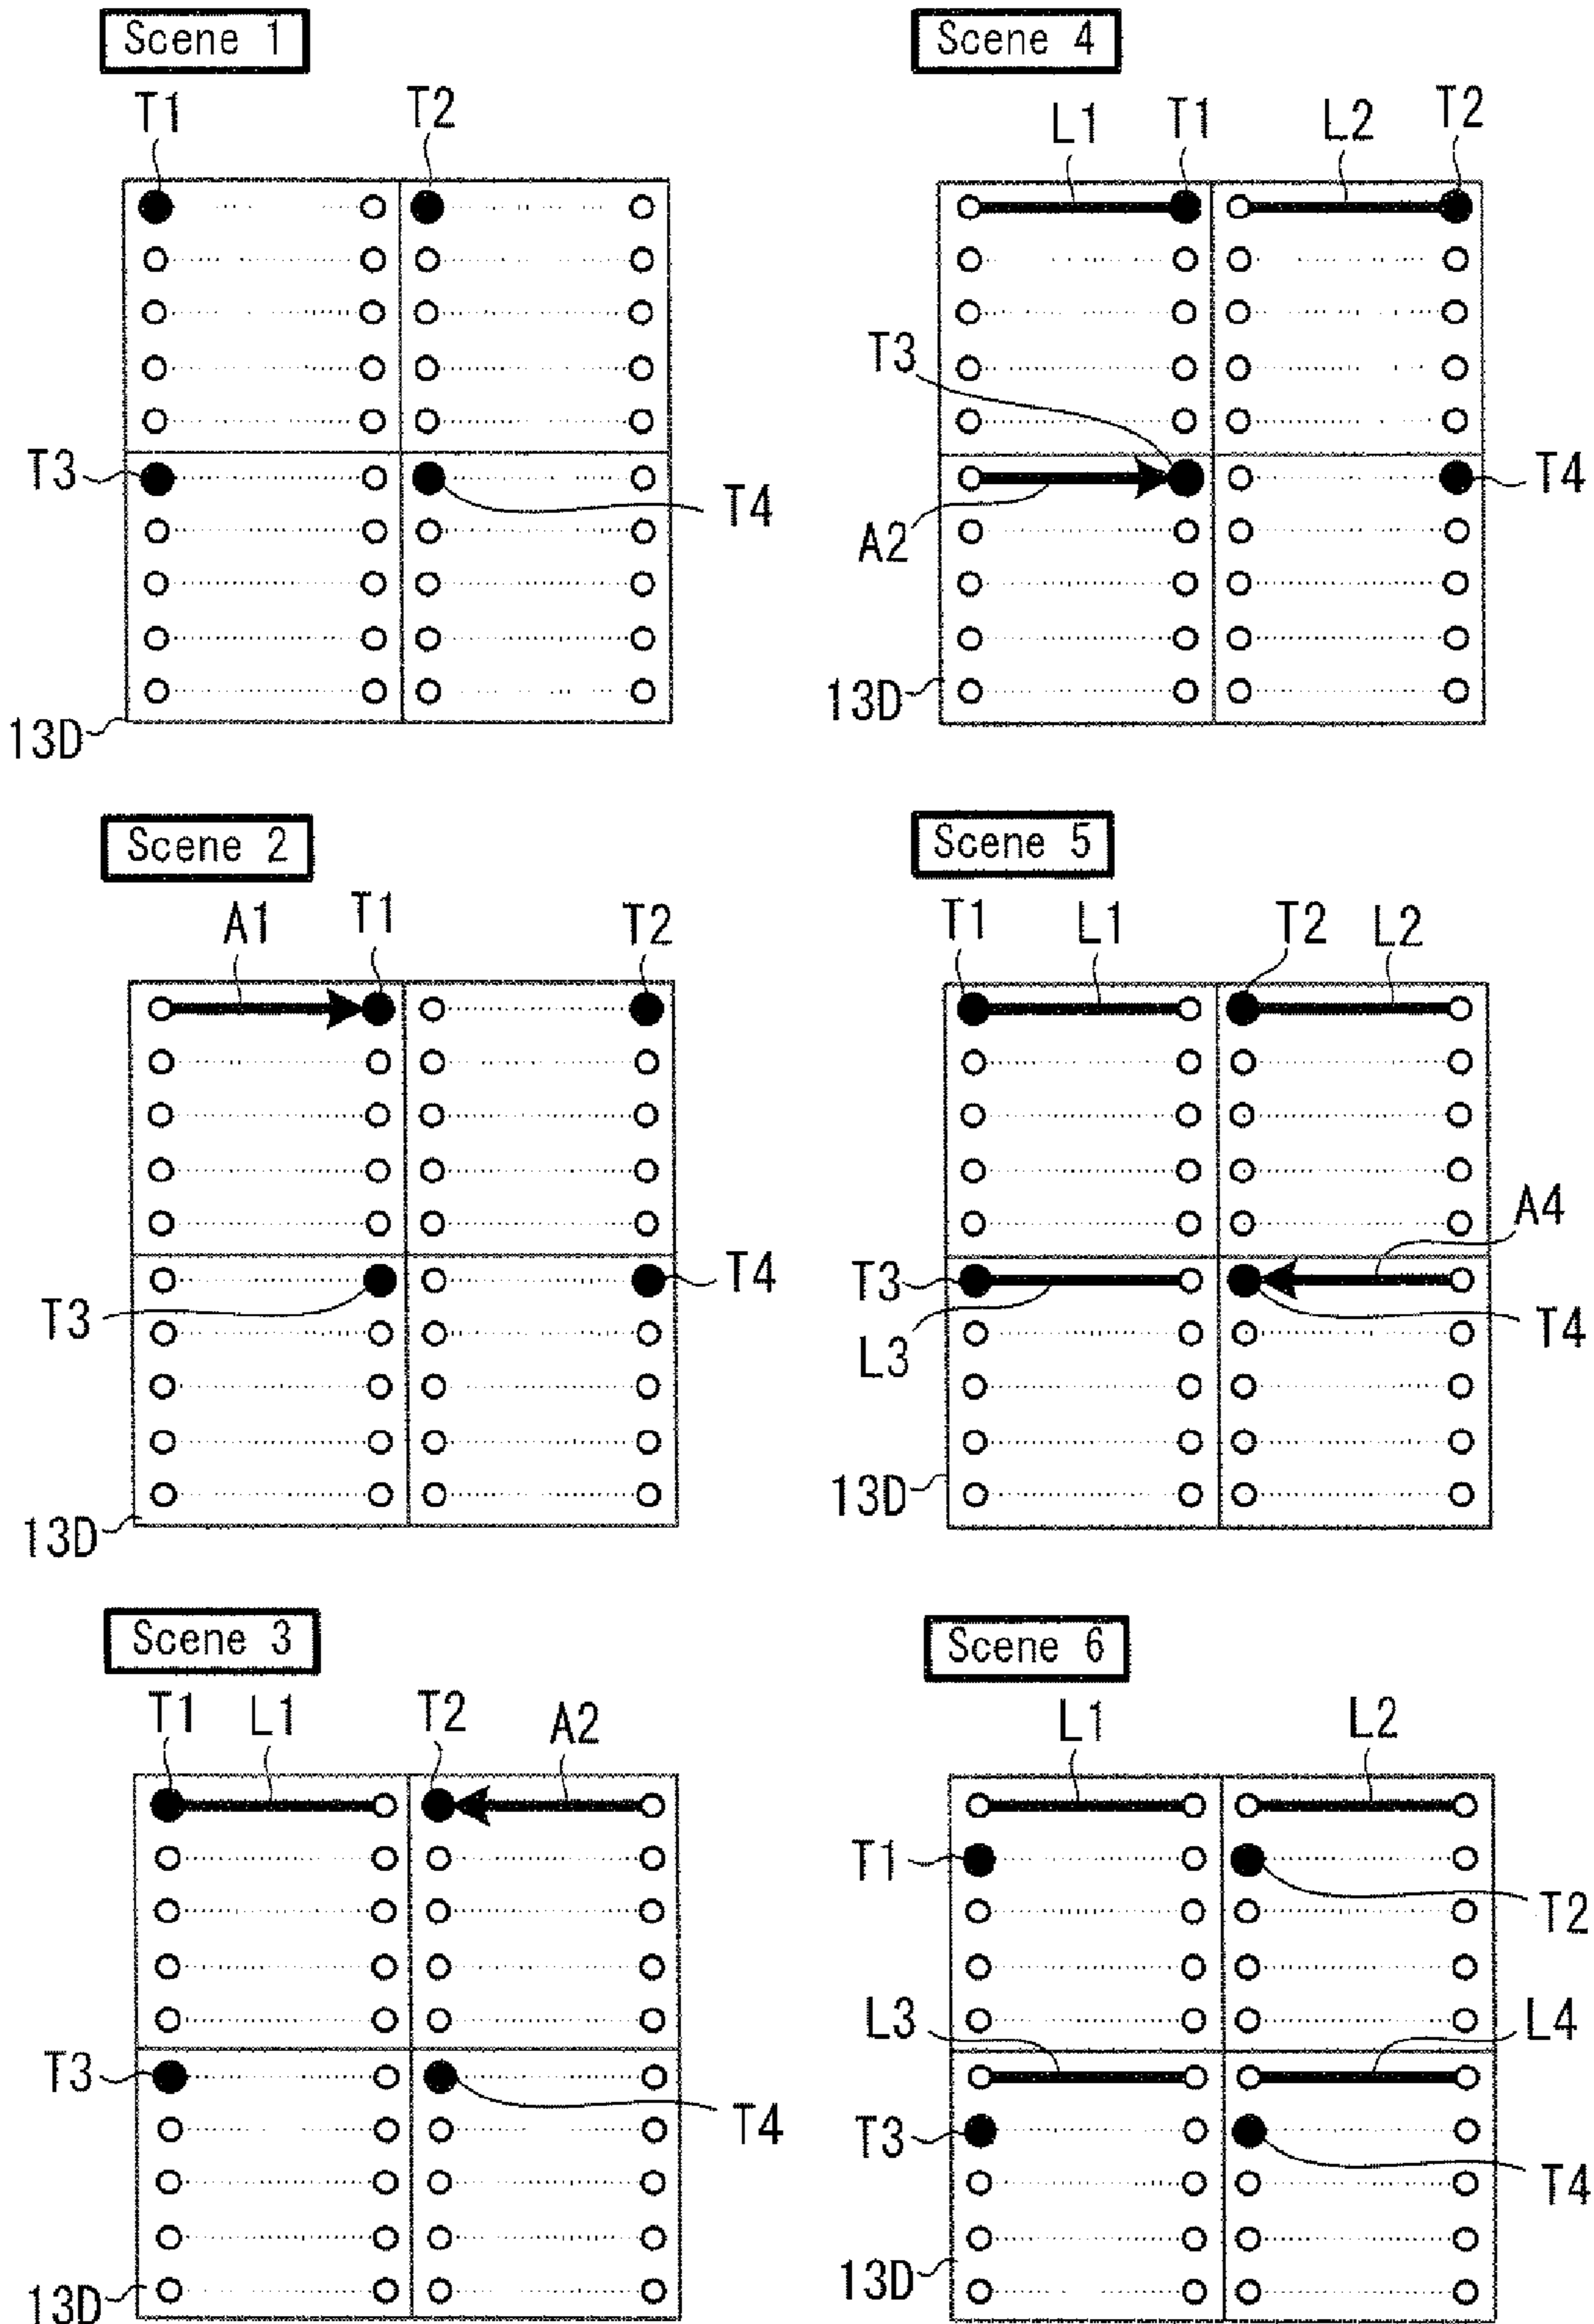 Scene 1
T1 T2
T3
T4
13D
Scene 2
A1 T1 T2
T3
T4
13D
Scene 3
T1 L1 T2 A2
T3
T4
13D
Scene 4
L1 T1 L2 T2
T3
A2
T4
13D
Scene 5
T1 L1 T2 L2
A4
T3
L3
T4
13D
Scene 6
L1 L2
T1
T2
L3
L4
T3
T4
13D